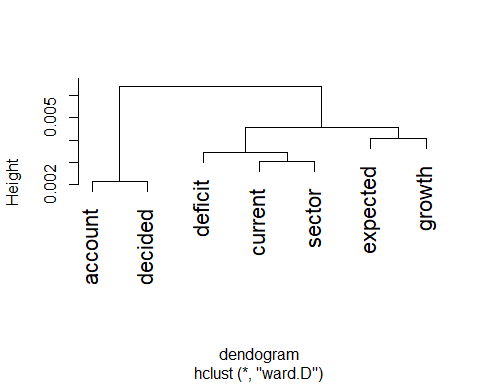 Height
0.005
0.002
account
decided
deficit
current
sector
expected
growth
dendogram
hclust (*, "ward.D")